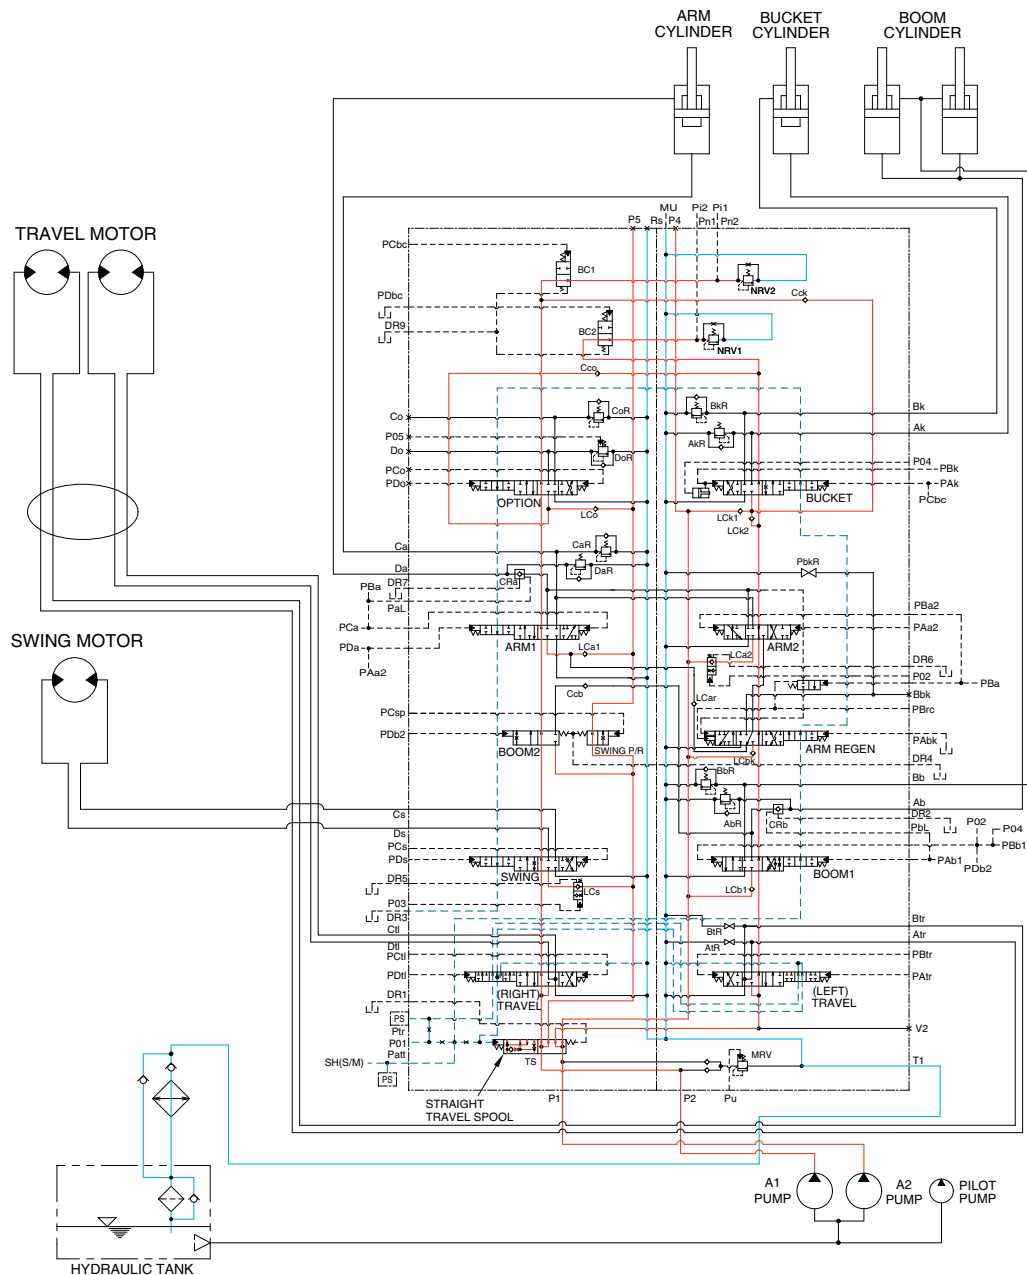 ARM
CYLINDER
BUCKET
CYLINDER
BOOM
CYLINDER
TRAVEL MOTOR
SWING MOTOR
MU
Pi2
Pi1
P5
Rs
P4
Pn1
Pn2
PCbc
BC1
NRV2
Cck
PDbc
DR9
BC2
NRV1
Cco
Co
CoR
BkR
Bk
P05
Do
DoR
AkR
Ak
PCo
PDo
P04
PBk
PAk
PCbc
OPTION
BUCKET
LCo
LCk1
LCk2
Ca
CaR
Da
DaR
CRa
PbkR
PBa
DR7
PaL
PCa
PDa
PAa2
PBa2
PAa2
ARM1
ARM2
LCa1
LCa2
DR6
P02
PBa
Ccb
LCar
Bbk
PCsp
PBrc
PDb2
PAbk
BOOM2
SWING P/R
ARM REGEN
LCbk
DR4
BbR
Bb
Ab
AbR
CRb
DR2
PbL
P02
P04
PBb1
PAb1
PDb2
Cs
Ds
PCs
PDs
SWING
BOOM1
DR5
LCs
LCb1
P03
DR3
Ctl
Dtl
PCtl
PDtl
BtR
Btr
AtR
Atr
PBtr
PAtr
(RIGHT)
TRAVEL
(LEFT)
TRAVEL
DR1
PS
Ptr
P01
Patt
SH(S/M)
PS
TS
V2
MRV
T1
STRAIGHT
TRAVEL SPOOL
P1
P2
Pu
A1
PUMP
A2
PUMP
PILOT
PUMP
HYDRAULIC TANK